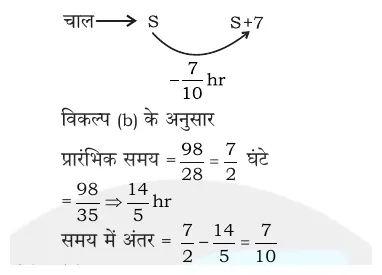 चाल → S S+7
−7/10 hr
विकल्प (b) के अनुसार
प्रारंभिक समय = 98/28 = 7/2 घंटे
= 98/35 ⇒ 14/5 hr
समय में अंतर = 7/2 − 14/5 = 7/10